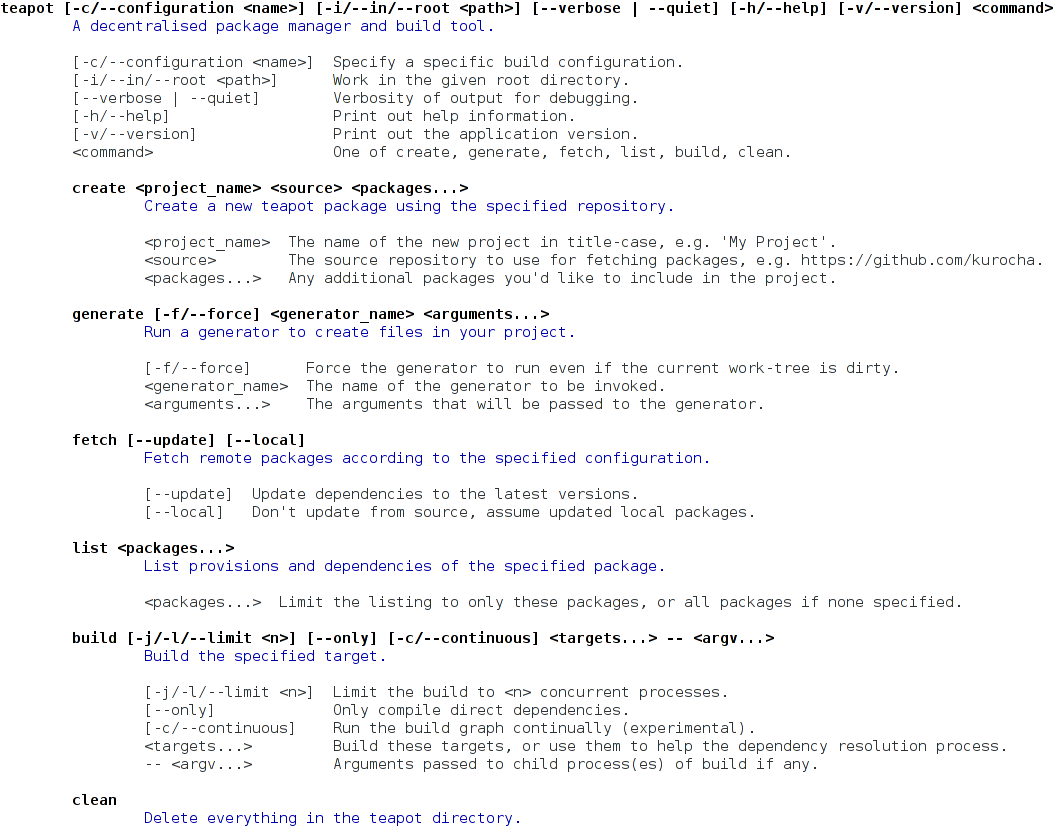 teapot [-c/--configuration <name>] [-i/--in/--root <path>] [--verbose | --quiet] [-h/--help] [-v/--version] <command>
A decentralised package manager and build tool.
[-c/--configuration <name>]  Specify a specific build configuration.
[-i/--in/--root <path>]      Work in the given root directory.
[--verbose | --quiet]        Verbosity of output for debugging.
[-h/--help]                  Print out help information.
[-v/--version]               Print out the application version.
<command>                    One of create, generate, fetch, list, build, clean.
create <project_name> <source> <packages...>
Create a new teapot package using the specified repository.
<project_name>  The name of the new project in title-case, e.g. 'My Project'.
<source>        The source repository to use for fetching packages, e.g. https://github.com/kurocha.
<packages...>   Any additional packages you'd like to include in the project.
generate [-f/--force] <generator_name> <arguments...>
Run a generator to create files in your project.
[-f/--force]      Force the generator to run even if the current work-tree is dirty.
<generator_name>  The name of the generator to be invoked.
<arguments...>    The arguments that will be passed to the generator.
fetch [--update] [--local]
Fetch remote packages according to the specified configuration.
[--update]  Update dependencies to the latest versions.
[--local]   Don't update from source, assume updated local packages.
list <packages...>
List provisions and dependencies of the specified package.
<packages...>  Limit the listing to only these packages, or all packages if none specified.
build [-j/-l/--limit <n>] [--only] [-c/--continuous] <targets...> -- <argv...>
Build the specified target.
[-j/-l/--limit <n>]  Limit the build to <n> concurrent processes.
[--only]             Only compile direct dependencies.
[-c/--continuous]    Run the build graph continually (experimental).
<targets...>         Build these targets, or use them to help the dependency resolution process.
-- <argv...>         Arguments passed to child process(es) of build if any.
clean
Delete everything in the teapot directory.